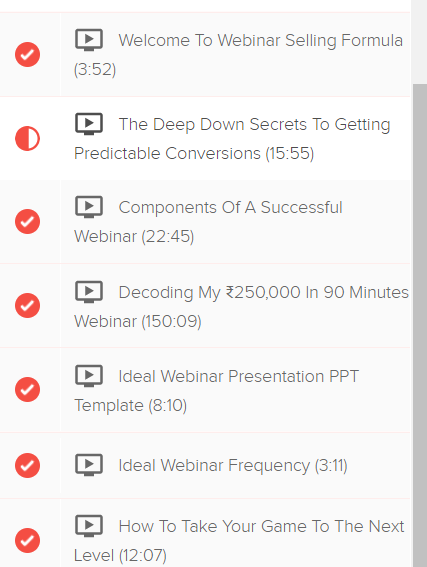 Welcome To Webinar Selling Formula
(3:52)
The Deep Down Secrets To Getting
Predictable Conversions (15:55)
Components Of A Successful
Webinar (22:45)
Decoding My ₹250,000 In 90 Minutes
Webinar (150:09)
Ideal Webinar Presentation PPT
Template (8:10)
Ideal Webinar Frequency (3:11)
How To Take Your Game To The Next
Level (12:07)